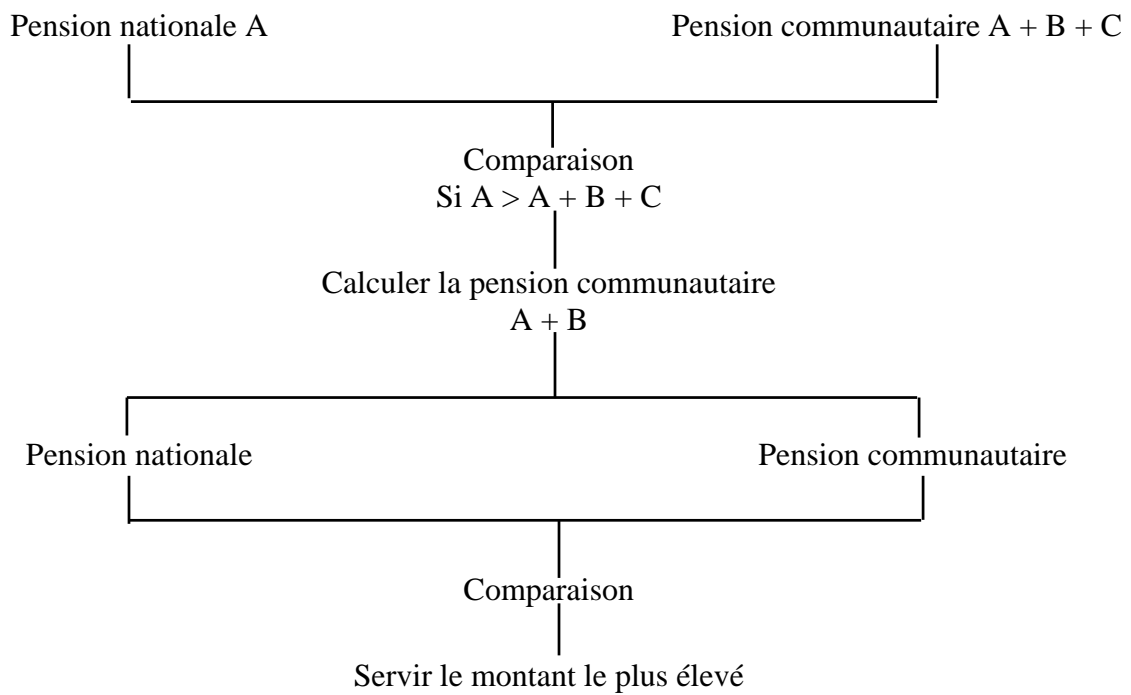 Pension nationale A
Pension communautaire A + B + C
Comparaison
Si A > A + B + C
Calculer la pension communautaire
A + B
Pension nationale
Pension communautaire
Comparaison
Servir le montant le plus élevé